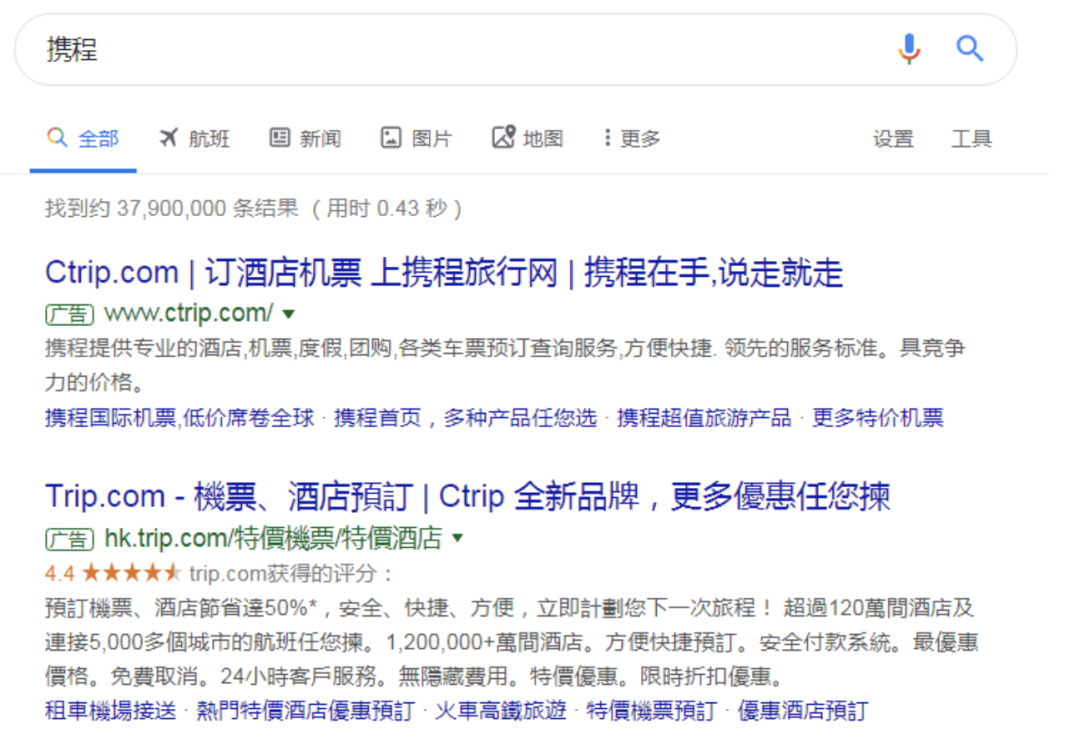 携程
全部 航班 新闻 图片 地图 更多 设置 工具
找到约 37,900,000 条结果 （用时 0.43 秒）
Ctrip.com | 订酒店机票 上携程旅行网 | 携程在手,说走就走
广告 www.ctrip.com/
携程提供专业的酒店,机票,度假,团购,各类车票预订查询服务,方便快捷. 领先的服务标准。具竞争
力的价格。
携程国际机票,低价席卷全球 · 携程首页，多种产品任您选 · 携程超值旅游产品 · 更多特价机票
Trip.com - 機票、酒店預訂 | Ctrip 全新品牌，更多優惠任您揀
广告 hk.trip.com/特價機票/特價酒店
4.4 ★★★★★ trip.com获得的评分：
預訂機票、酒店節省達50%*，安全、快捷、方便，立即計劃您下一次旅程！ 超過120萬間酒店及
連接5,000多個城市的航班任您揀。1,200,000+萬間酒店。方便快捷預訂。安全付款系統。最優惠
價格。免費取消。24小時客戶服務。無隱藏費用。特價優惠。限時折扣優惠。
租車機場接送 · 熱門特價酒店優惠預訂 · 火車高鐵旅遊 · 特價機票預訂 · 優惠酒店預訂